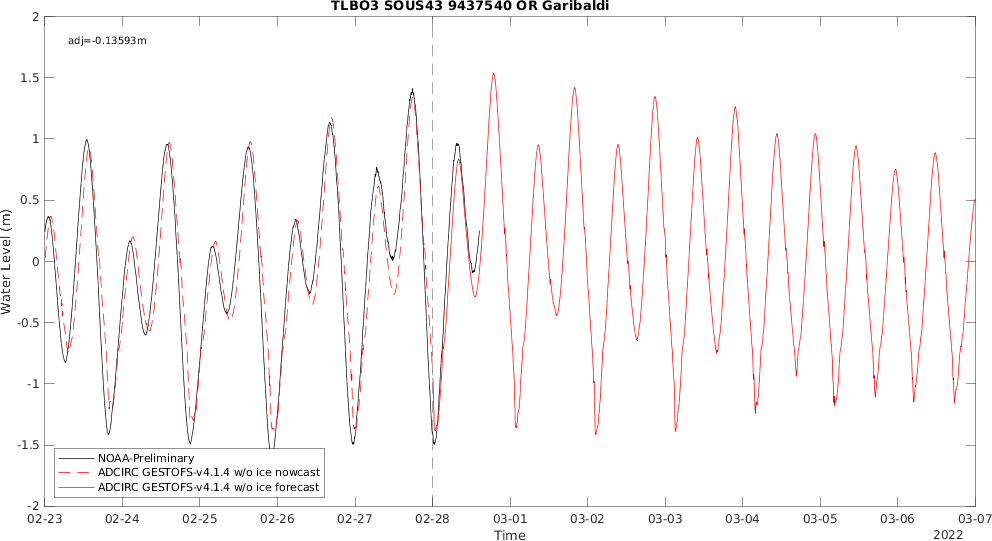 TLBO3 SOUS43 9437540 OR Garibaldi
adj=-0.13593m
2
1.5
1
0.5
0
-0.5
-1
-1.5
-2
Water Level (m)
NOAA-Preliminary
ADCIRC GESTOFS-v4.1.4 w/o ice nowcast
ADCIRC GESTOFS-v4.1.4 w/o ice forecast
02-23 02-24 02-25 02-26 02-27 02-28 03-01 03-02 03-03 03-04 03-05 03-06 03-07
Time
2022